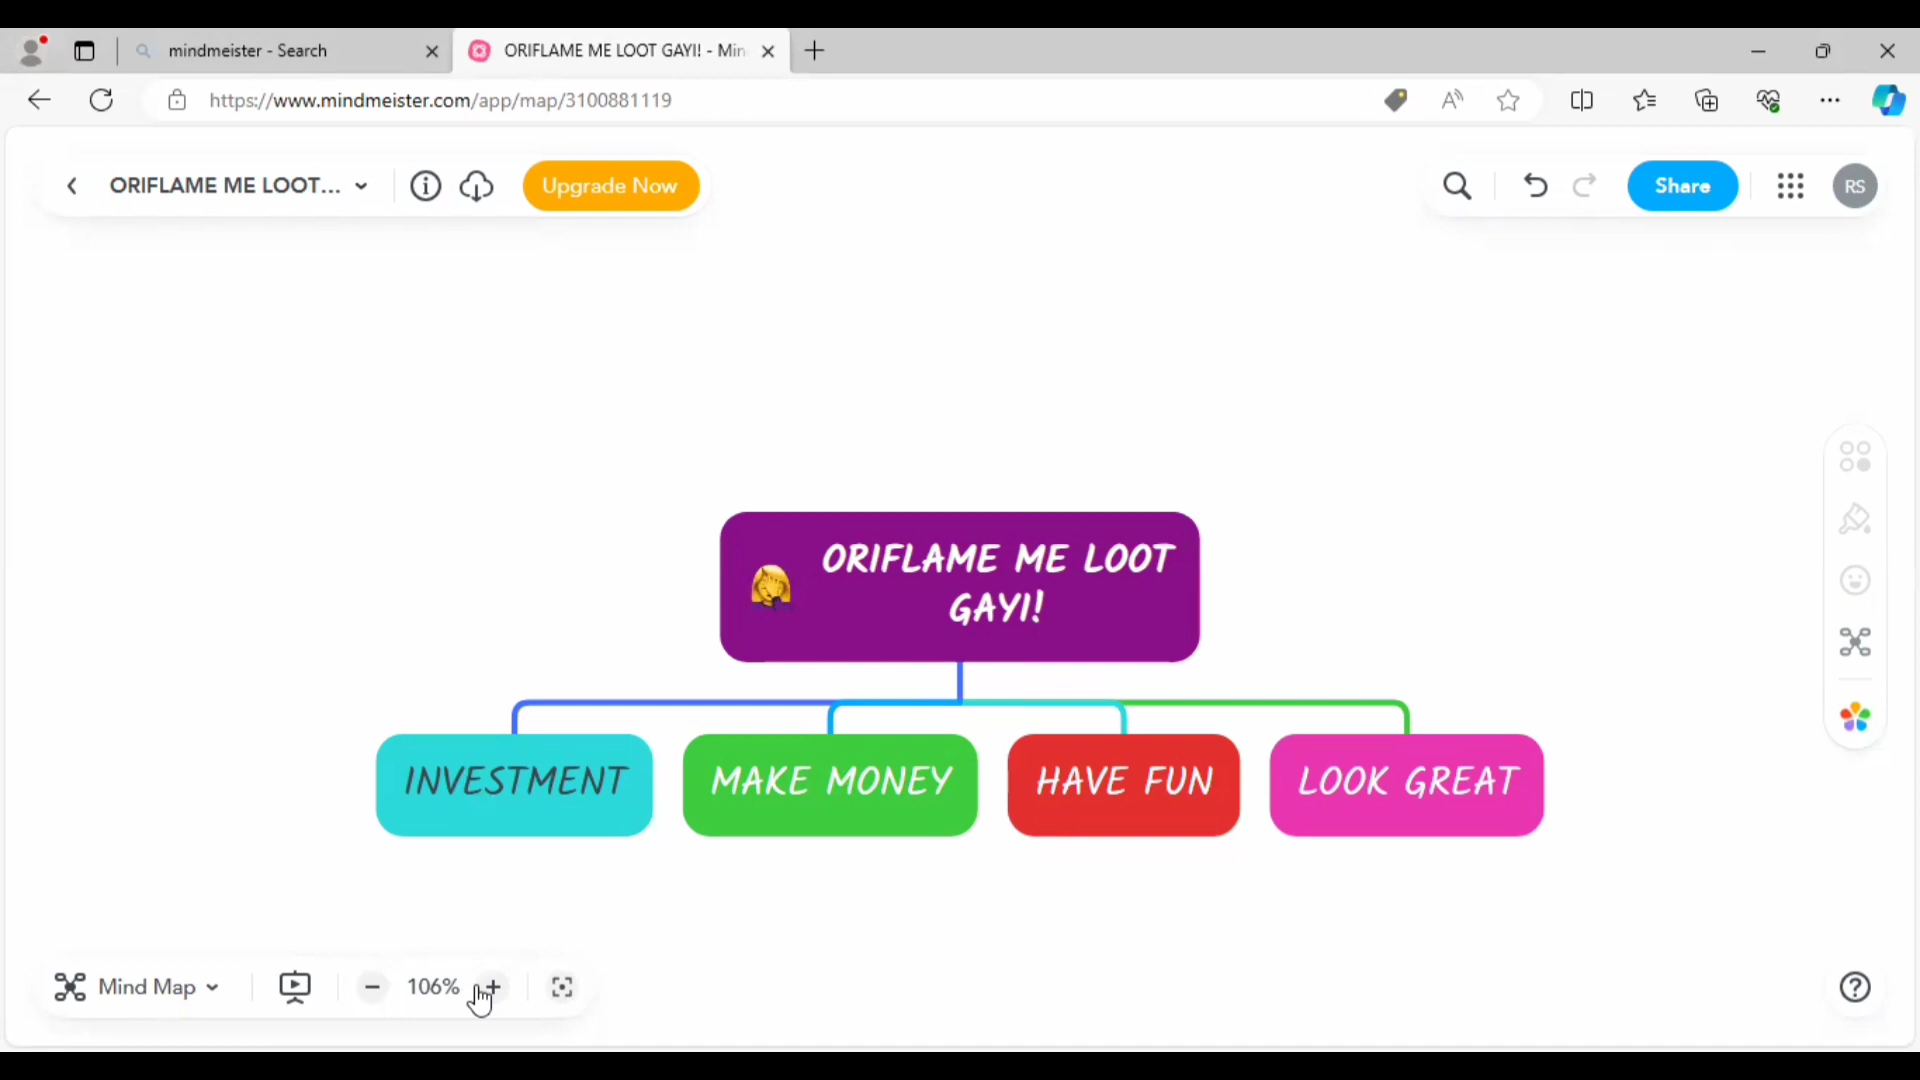 mindmeister - Search
ORIFLAME ME LOOT GAYI! - Min
https://www.mindmeister.com/app/map/3100881119
ORIFLAME ME LOOT...
Upgrade Now
Share
RS
ORIFLAME ME LOOT
GAYI!
INVESTMENT
MAKE MONEY
HAVE FUN
LOOK GREAT
Mind Map
106%